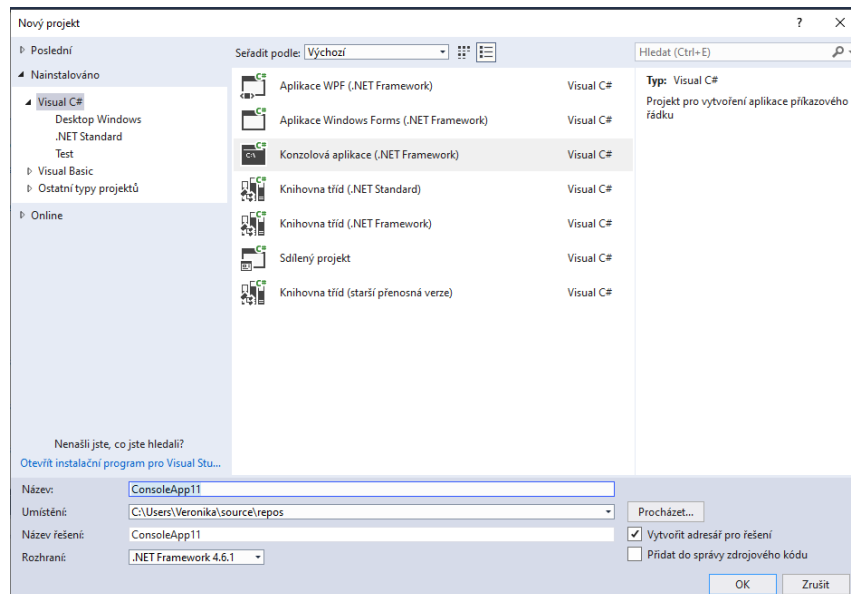 Nový projekt
? ×
Poslední
Nainstalováno
Visual C#
Desktop Windows
.NET Standard
Test
Visual Basic
Ostatní typy projektů
Online
Nenašli jste, co jste hledali?
Otevřít instalační program pro Visual Stu...
Seřadit podle: Výchozí
Aplikace WPF (.NET Framework) Visual C#
Aplikace Windows Forms (.NET Framework) Visual C#
Konzolová aplikace (.NET Framework) Visual C#
Knihovna tříd (.NET Standard) Visual C#
Knihovna tříd (.NET Framework) Visual C#
Sdílený projekt Visual C#
Knihovna tříd (starší přenosná verze) Visual C#
Hledat (Ctrl+E)
Typ: Visual C#
Projekt pro vytvoření aplikace příkazového
řádku
Název: ConsoleApp11
Umístění: C:\Users\Veronika\source\repos Procházet...
Název řešení: ConsoleApp11
Vytvořit adresář pro řešení
Rozhraní: .NET Framework 4.6.1
Přidat do správy zdrojového kódu
OK Zrušit